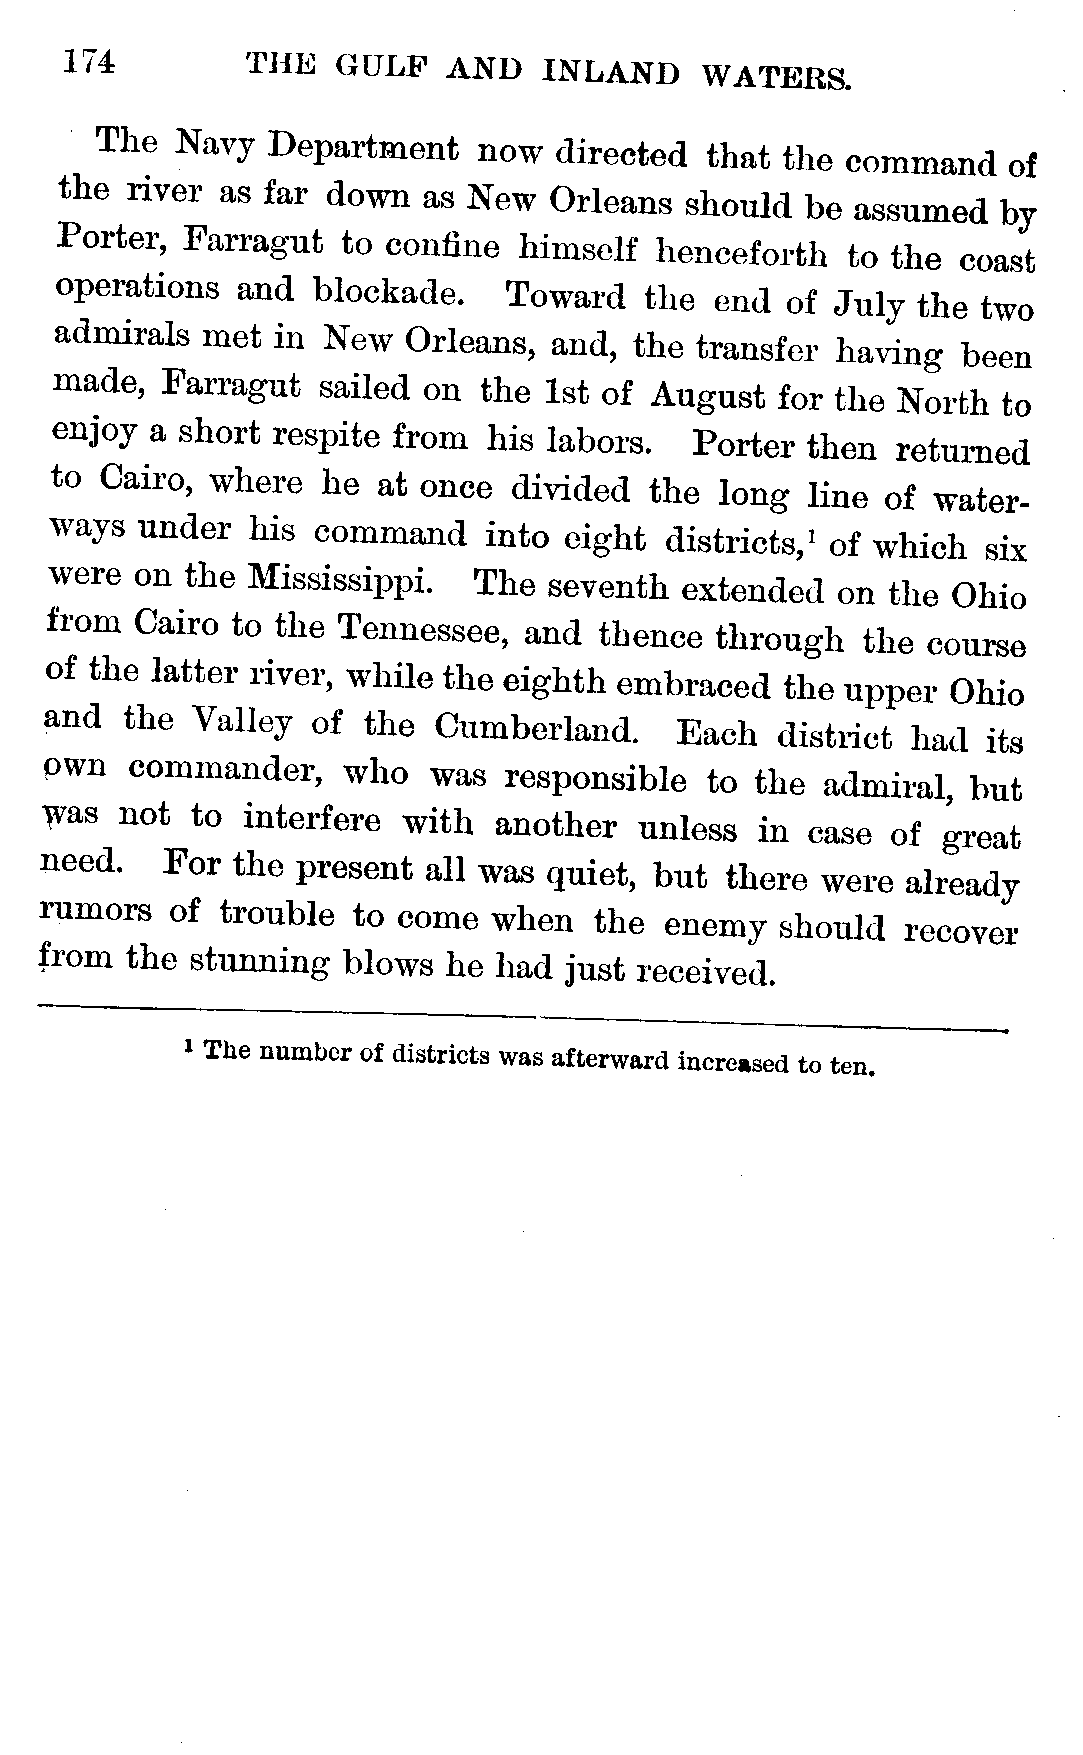 174 THE GULF AND INLAND WATERS.
The Navy Department now directed that the command of
the river as far down as New Orleans should be assumed by
Porter, Farragut to confine himself henceforth to the coast
operations and blockade. Toward the end of July the two
admirals met in New Orleans, and, the transfer having been
made, Farragut sailed on the 1st of August for the North to
enjoy a short respite from his labors. Porter then returned
to Cairo, where he at once divided the long line of water-
ways under his command into eight districts,¹ of which six
were on the Mississippi. The seventh extended on the Ohio
from Cairo to the Tennessee, and thence through the course
of the latter river, while the eighth embraced the upper Ohio
and the Valley of the Cumberland. Each district had its
own commander, who was responsible to the admiral, but
was not to interfere with another unless in case of great
need. For the present all was quiet, but there were already
rumors of trouble to come when the enemy should recover
from the stunning blows he had just received.
¹ The number of districts was afterward increased to ten.